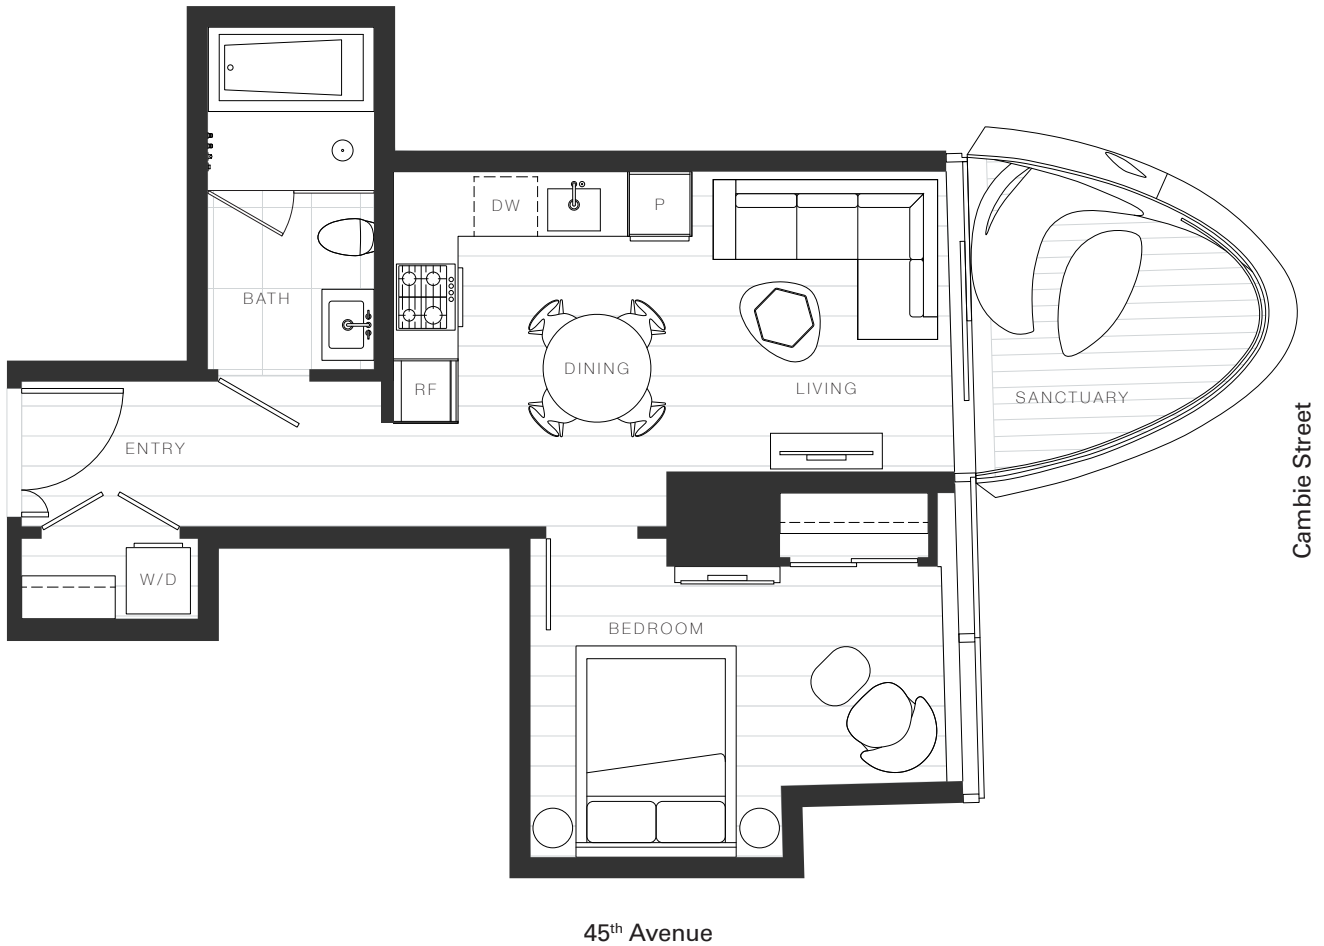 DW
P
BATH
RF
DINING
LIVING
SANCTUARY
ENTRY
W/D
BEDROOM
Cambie Street
45th Avenue